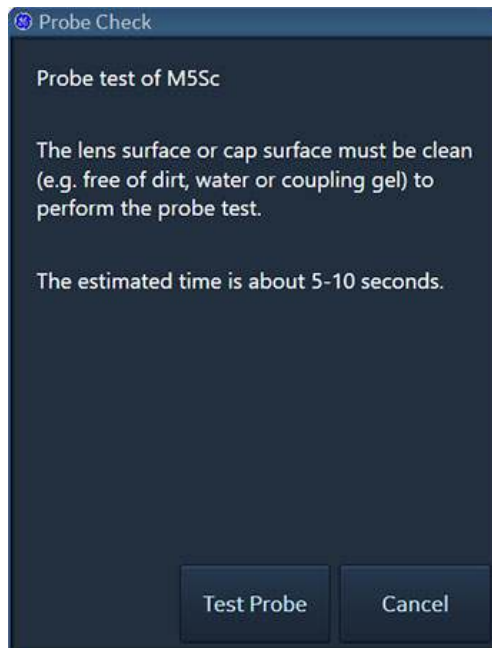 Probe Check
Probe test of M5Sc
The lens surface or cap surface must be clean
(e.g. free of dirt, water or coupling gel) to
perform the probe test.
The estimated time is about 5-10 seconds.
Test Probe
Cancel